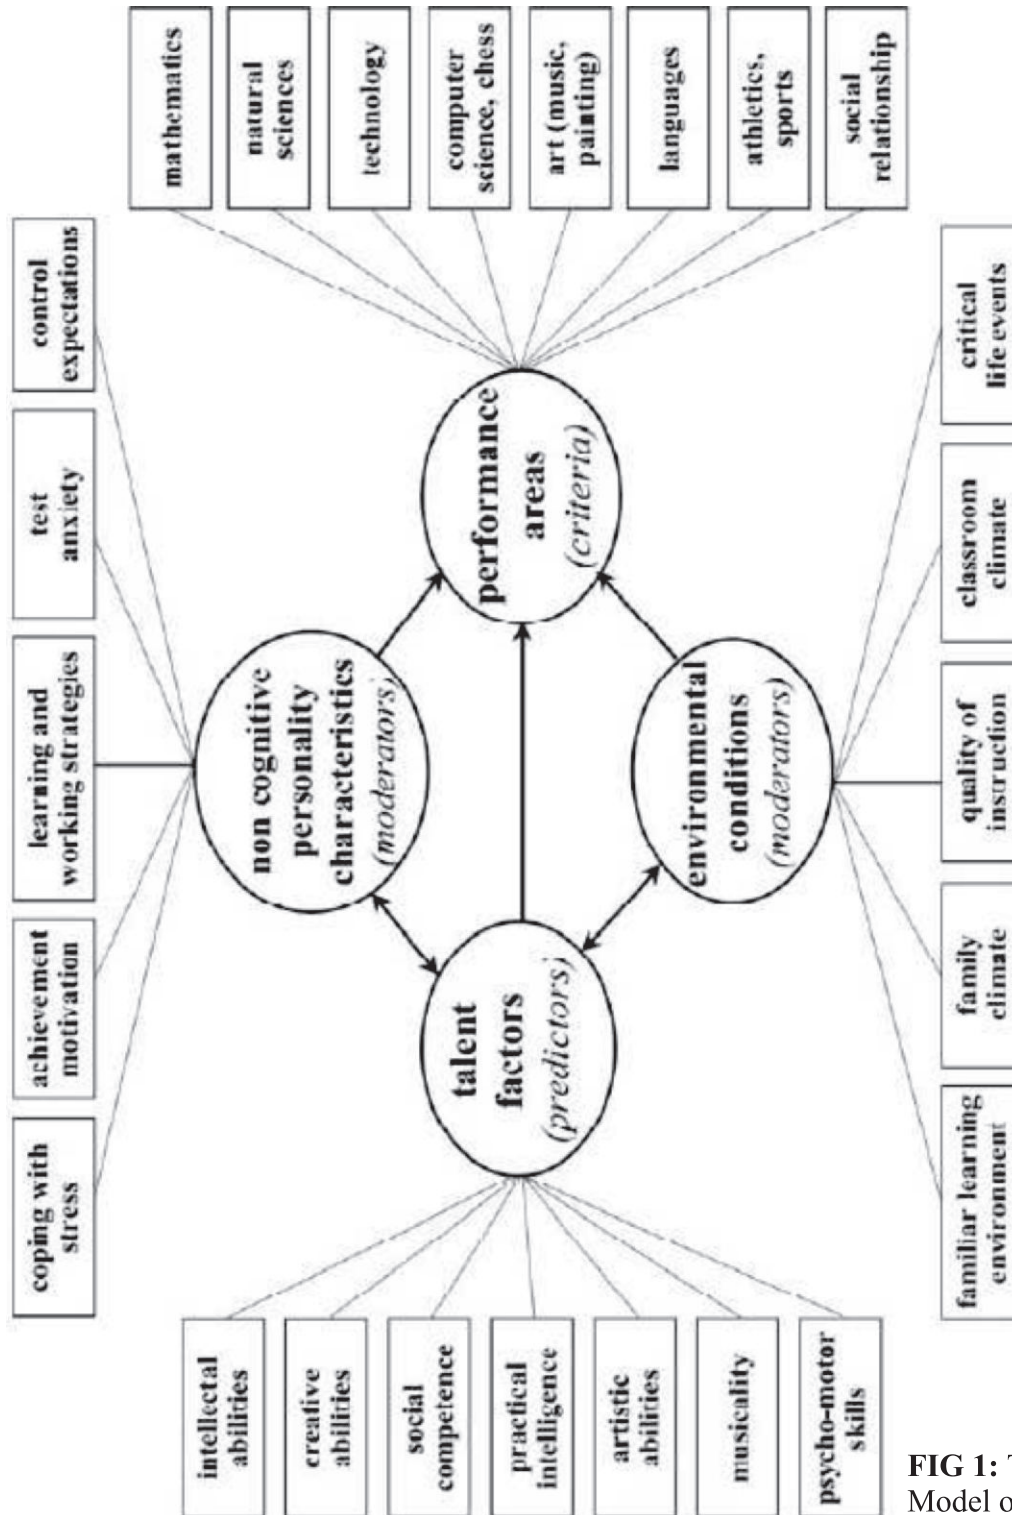 coping with
stress
achievement
motivation
learning and
working strategies
test
anxiety
control
expectations
intellectal
abilities
creative
abilities
social
competence
practical
intelligence
artistic
abilities
musicality
psycho-motor
skills
talent
factors
(predictors)
non cognitive
personality
characteristics
(moderators)
environmental
conditions
(moderators)
performance
areas
(criteria)
mathematics
natural
sciences
technology
computer
science, chess
art (music,
painting)
languages
athletics,
sports
social
relationship
familiar learning
environment
family
climate
quality of
instruction
classroom
climate
critical
life events
FIG 1:
Model